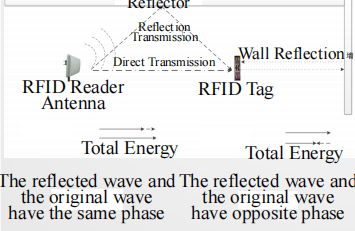 Reflector
Reflection
Transmission
Direct Transmission
Wall Reflection
墙
RFID Reader
Antenna
RFID Tag
Total Energy
Total Energy
The reflected wave and
the original wave
have the same phase
The reflected wave and
the original wave
have opposite phase